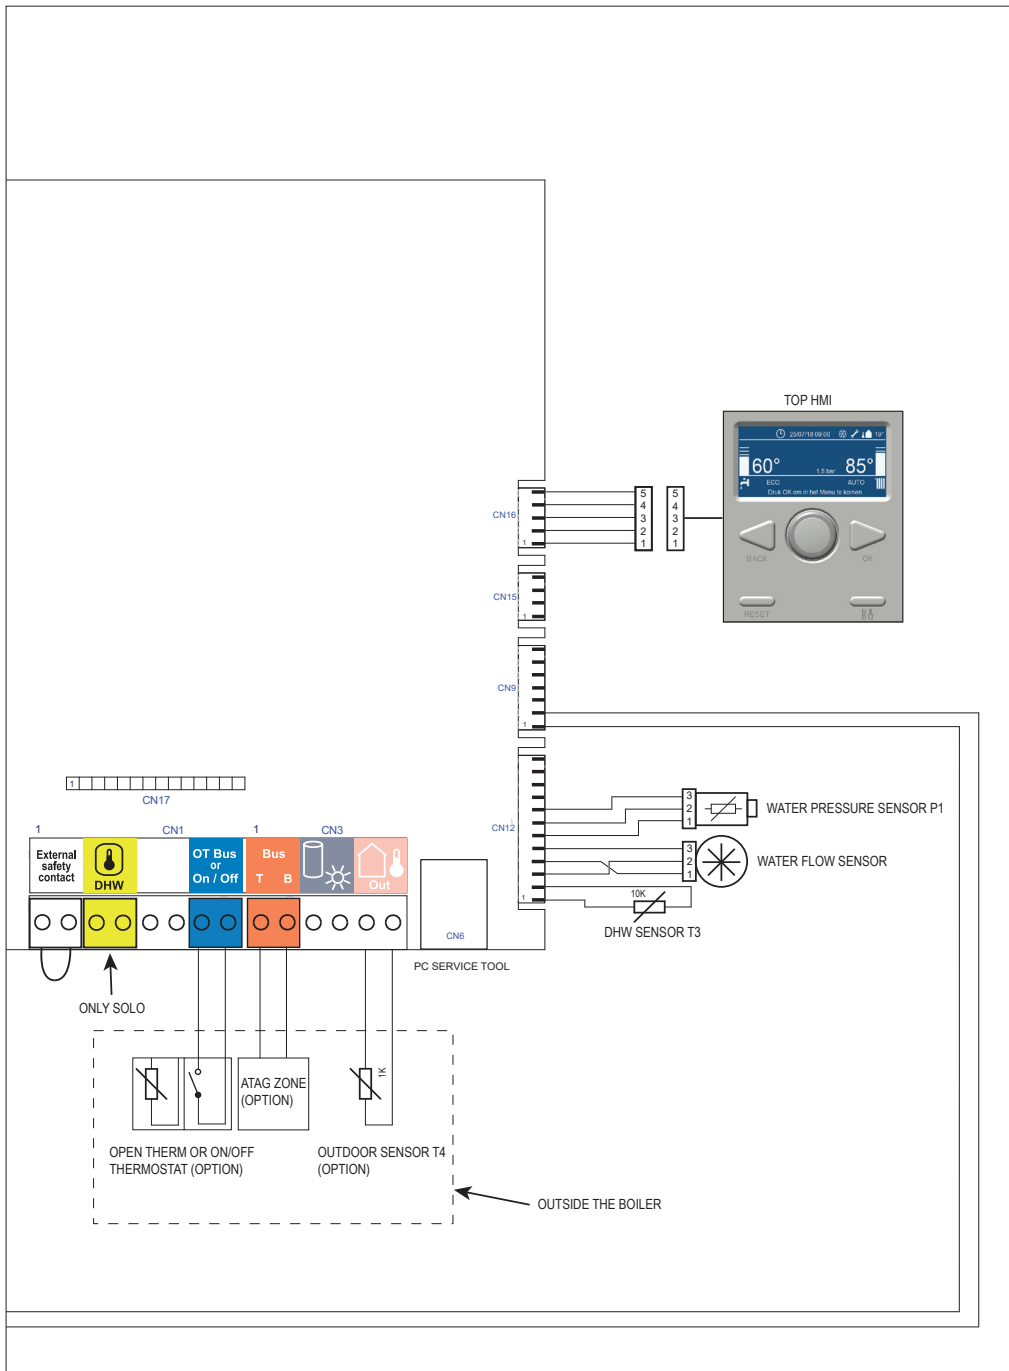 TOP HMI
25/07/18 09:00
19°
60°
1,5 bar
85°
ECO
AUTO
Druk OK om in het Menu te komen
BACK
OK
RESET
CN16
1
5
4
3
2
1
5
4
3
2
1
CN15
1
CN9
1
CN12
1
3
2
1
WATER PRESSURE SENSOR P1
3
2
1
WATER FLOW SENSOR
10K
DHW SENSOR T3
1
CN17
1
CN1
1
CN3
External
safety
contact
DHW
OT Bus
or
On / Off
Bus
T B
Out
CN6
PC SERVICE TOOL
ONLY SOLO
ATAG ZONE
(OPTION)
1K
OPEN THERM OR ON/OFF
THERMOSTAT (OPTION)
OUTDOOR SENSOR T4
(OPTION)
OUTSIDE THE BOILER